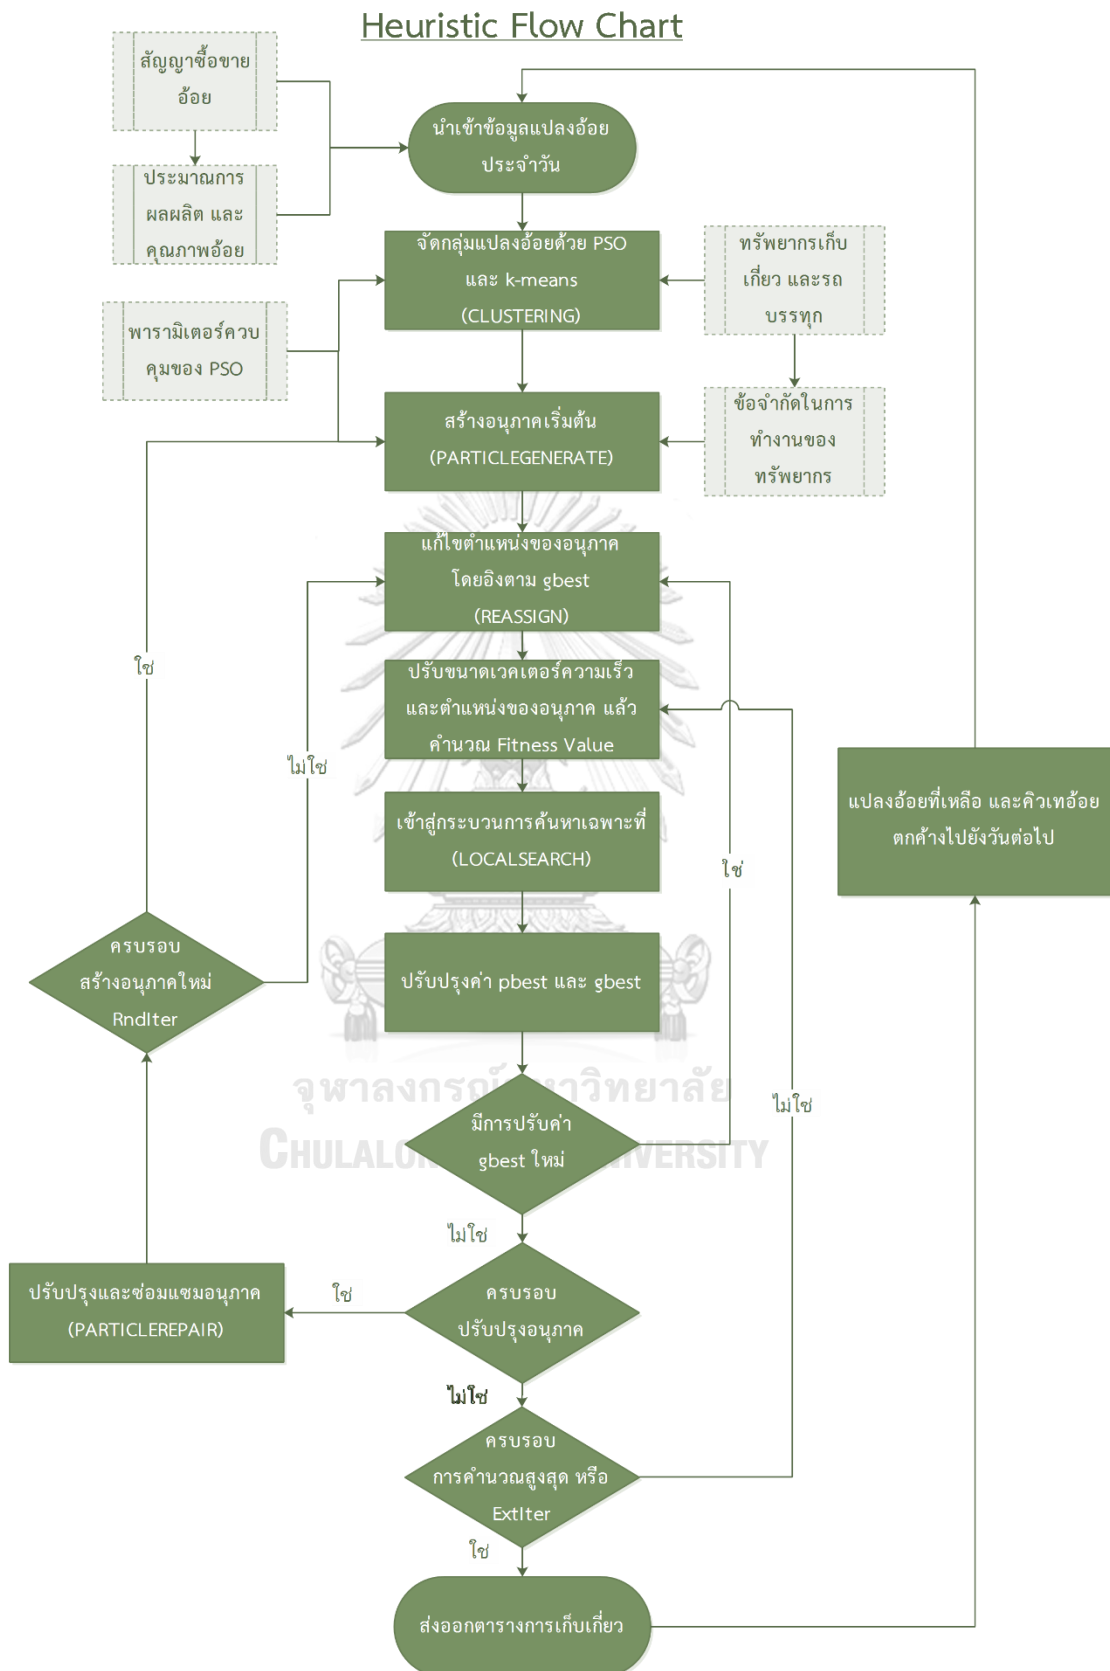 Heuristic Flow Chart
สัญญาซื้อขาย
อ้อย
นำเข้าข้อมูลแปลงอ้อย
ประจำวัน
ประมาณการ
ผลผลิต และ
คุณภาพอ้อย
จัดกลุ่มแปลงอ้อยด้วย PSO
และ k-means
(CLUSTERING)
ทรัพยากรเก็บ
เกี่ยว และรถ
บรรทุก
พารามิเตอร์ควบ
คุมของ PSO
สร้างอนุภาคเริ่มต้น
(PARTICLEGENERATE)
ข้อจำกัดในการ
ทำงานของ
ทรัพยากร
แก้ไขตำแหน่งของอนุภาค
โดยอิงตาม gbest
(REASSIGN)
ใช่
ปรับขนาดเวคเตอร์ความเร็ว
และตำแหน่งของอนุภาค แล้ว
คำนวณ Fitness Value
ไม่ใช่
แปลงอ้อยที่เหลือ และคิวเทอ้อย
ตกค้างไปยังวันต่อไป
เข้าสู่กระบวนการค้นหาเฉพาะที่
(LOCALSEARCH)
ใช่
ครบรอบ
สร้างอนุภาคใหม่
RndIter
ปรับปรุงค่า pbest และ gbest
จุฬาลงกรณ์มหาวิทยาลัย
ไม่ใช่
มีการปรับค่า
gbest ใหม่
CHULALONGKORN UNIVERSITY
ไม่ใช่
ปรับปรุงและซ่อมแซมอนุภาค
(PARTICLEREPAIR)
ใช่
ครบรอบ
ปรับปรุงอนุภาค
ไม่ใช่
ครบรอบ
การคำนวณสูงสุด หรือ
ExtIter
ใช่
ส่งออกตารางการเก็บเกี่ยว